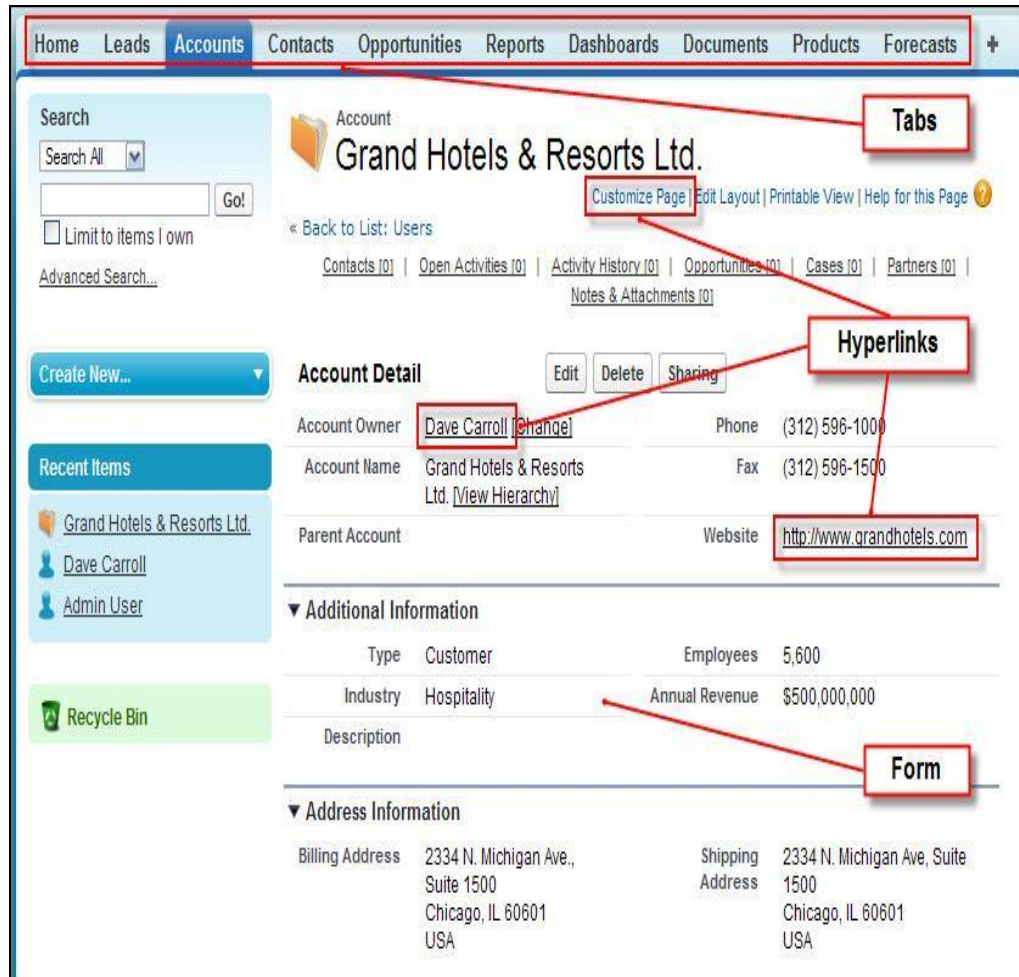 Home Leads Accounts Contacts Opportunities Reports Dashboards Documents Products Forecasts +
Tabs
Search
Search All
Go!
Limit to items I own
Advanced Search...
Create New...
Recent Items
Grand Hotels & Resorts Ltd.
Dave Carroll
Admin User
Recycle Bin
Account
Grand Hotels & Resorts Ltd.
Customize Page | Edit Layout | Printable View | Help for this Page ?
« Back to List: Users
Contacts [0] | Open Activities [0] | Activity History [0] | Opportunities [0] | Cases [0] | Partners [0] |
Notes & Attachments [0]
Hyperlinks
Account Detail Edit Delete Sharing
Account Owner Dave Carroll [Change] Phone (312) 596-1000
Account Name Grand Hotels & Resorts Fax (312) 596-1500
Ltd. [View Hierarchy]
Parent Account Website http://www.grandhotels.com
Additional Information
Type Customer Employees 5,600
Industry Hospitality Annual Revenue $500,000,000
Description
Form
Address Information
Billing Address 2334 N. Michigan Ave., Shipping 2334 N. Michigan Ave, Suite
Suite 1500 Address 1500
Chicago, IL 60601 Chicago, IL 60601
USA USA